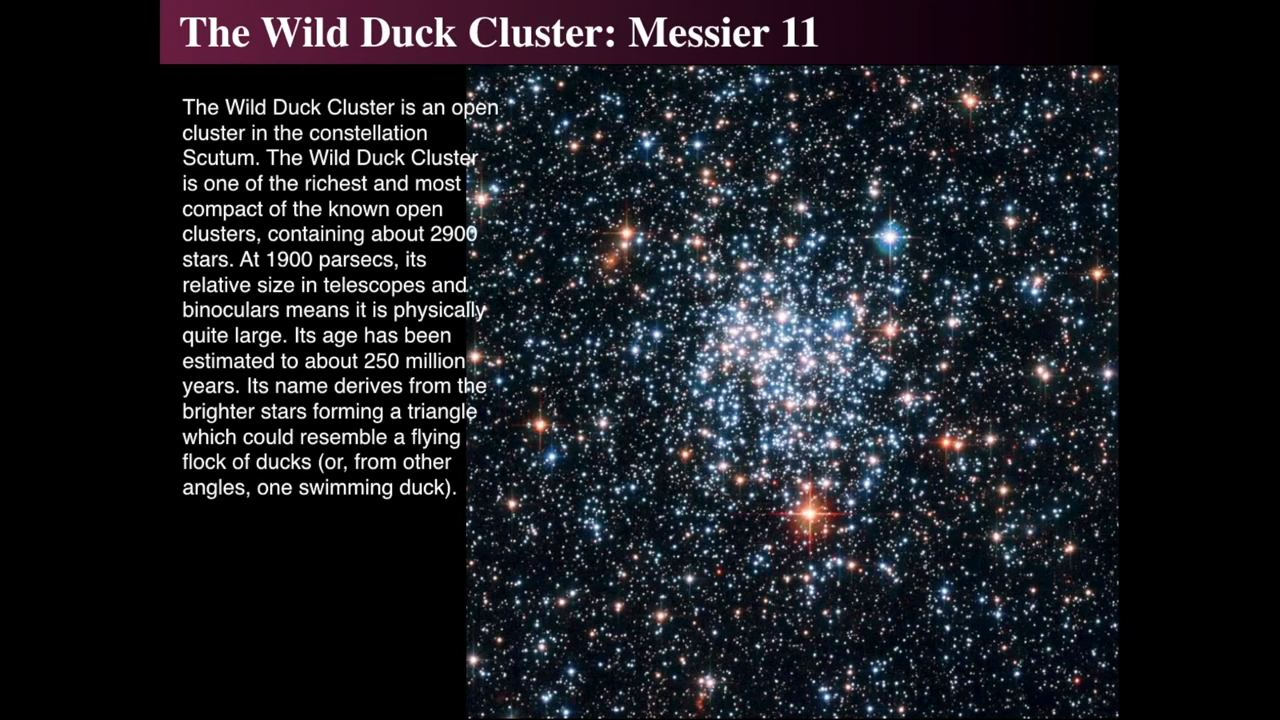 The Wild Duck Cluster: Messier 11
The Wild Duck Cluster is an open
cluster in the constellation
Scutum. The Wild Duck Cluster
is one of the richest and most
compact of the known open
clusters, containing about 2900
stars. At 1900 parsecs, its
relative size in telescopes and
binoculars means it is physically
quite large. Its age has been
estimated to about 250 million
years. Its name derives from the
brighter stars forming a triangle
which could resemble a flying
flock of ducks (or, from other
angles, one swimming duck).